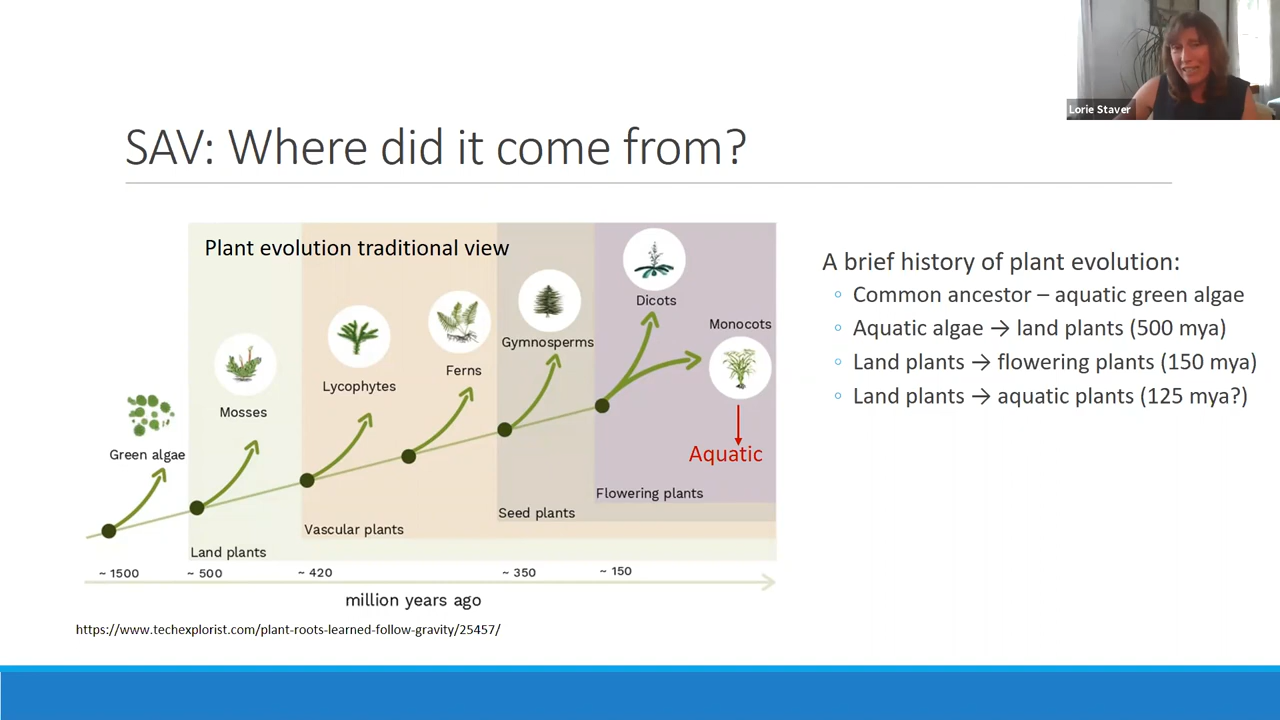 Lorie Staver
SAV: Where did it come from?
Plant evolution traditional view
Dicots
Monocots
Gymnosperms
Ferns
Lycophytes
Mosses
Green algae
Aquatic
Flowering plants
Seed plants
Vascular plants
Land plants
~ 1500
~ 500
~ 420
~ 350
~ 150
million years ago
https://www.techexplorist.com/plant-roots-learned-follow-gravity/25457/
A brief history of plant evolution:
◦ Common ancestor – aquatic green algae
◦ Aquatic algae → land plants (500 mya)
◦ Land plants → flowering plants (150 mya)
◦ Land plants → aquatic plants (125 mya?)